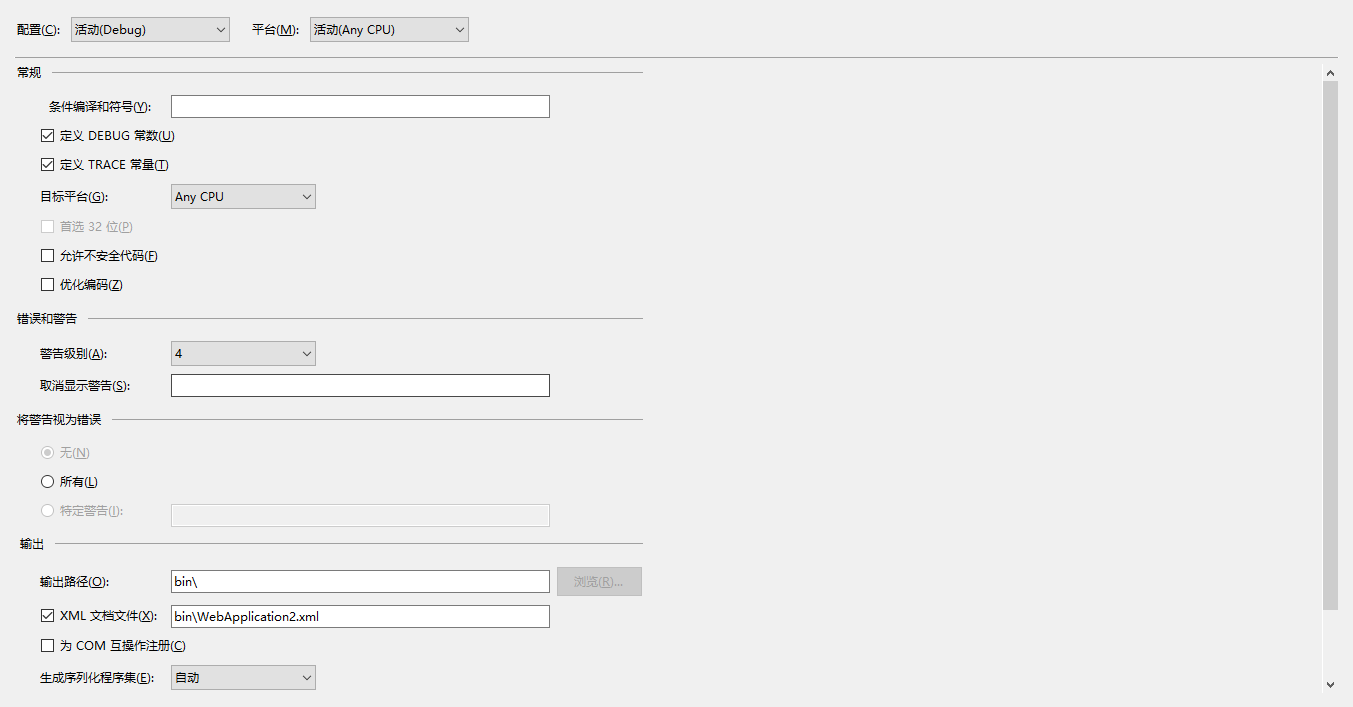 配置(C): 活动(Debug) 平台(M): 活动(Any CPU)
常规
条件编译和符号(Y):
定义 DEBUG 常数(U)
定义 TRACE 常量(T)
目标平台(G): Any CPU
首选 32 位(P)
允许不安全代码(F)
优化编码(Z)
错误和警告
警告级别(A): 4
取消显示警告(S):
将警告视为错误
无(N)
所有(L)
特定警告(I):
输出
输出路径(O): bin\ 浏览(R)...
XML 文档文件(X): bin\WebApplication2.xml
为 COM 互操作注册(C)
生成序列化程序集(E): 自动